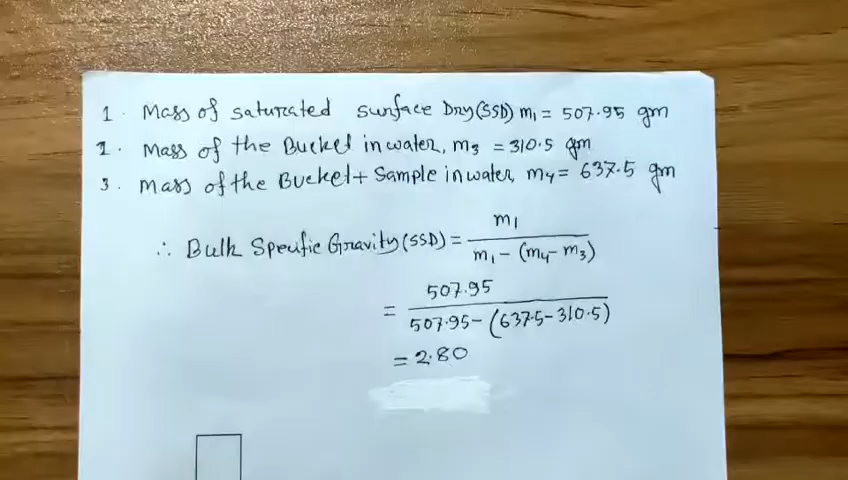 1. Mass of saturated surface Dry (SSD) m₁ = 507.95 gm
2. Mass of the Bucket in water, m₃ = 310.5 gm
3. Mass of the Bucket + Sample in water, m₄ = 637.5 gm
∴ Bulk Specific Gravity (SSD) = m₁ / m₁ - (m₄ - m₃)
= 507.95 / 507.95 - (637.5 - 310.5)
= 2.80